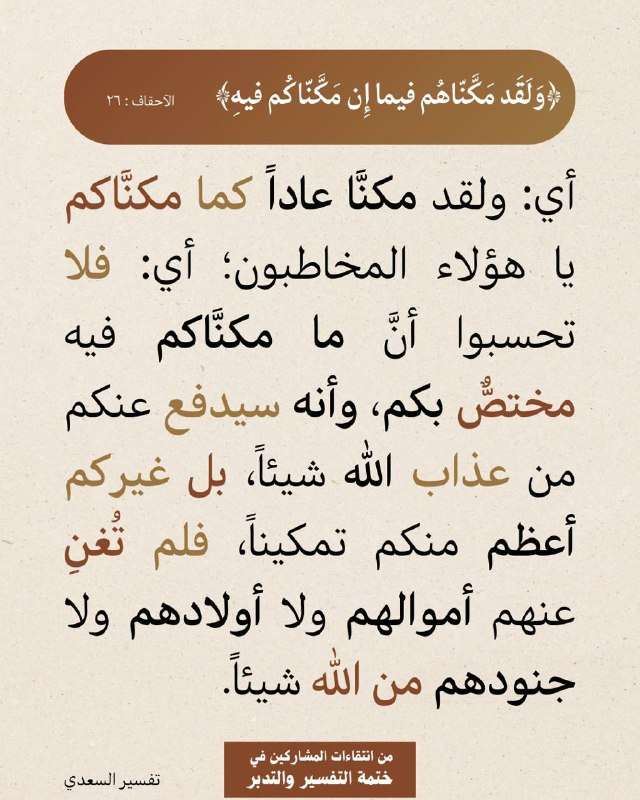 ﴿وَلَقَد مَكَّنّاهُم فيما إِن مَكَّنّاكُم فيهِ﴾ الأحقاف : ٢٦
أي: ولقد مكنَّا عاداً كما مكنَّاكم
يا هؤلاء المخاطبون؛ أي: فلا
تحسبوا أنَّ ما مكنَّاكم فيه
مختصٌّ بكم، وأنه سيدفع عنكم
من عذاب الله شيئاً، بل غيركم
أعظم منكم تمكيناً، فلم تُغنِ
عنهم أموالهم ولا أولادهم ولا
جنودهم من الله شيئاً.
من انتقاءات المشاركين في
ختمة التفسير والتدبر
تفسير السعدي